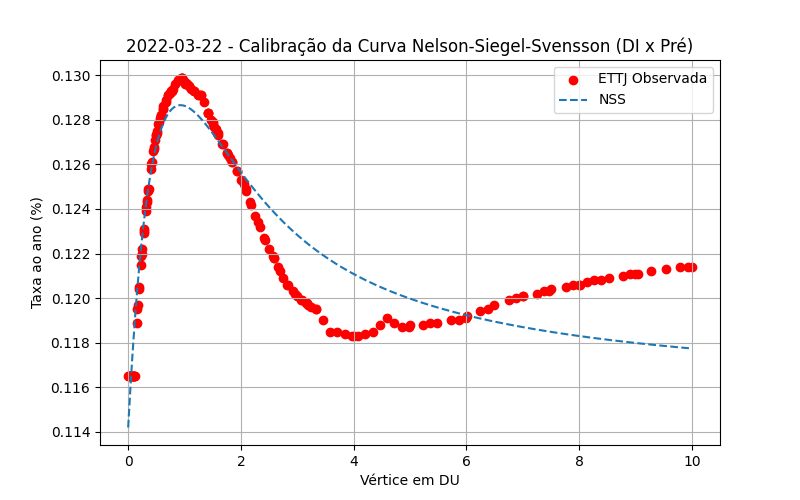 2022-03-22 - Calibração da Curva Nelson-Siegel-Svensson (DI x Pré)
ETTJ Observada
NSS
Taxa ao ano (%)
0.130
0.128
0.126
0.124
0.122
0.120
0.118
0.116
0.114
0 2 4 6 8 10
Vértice em DU